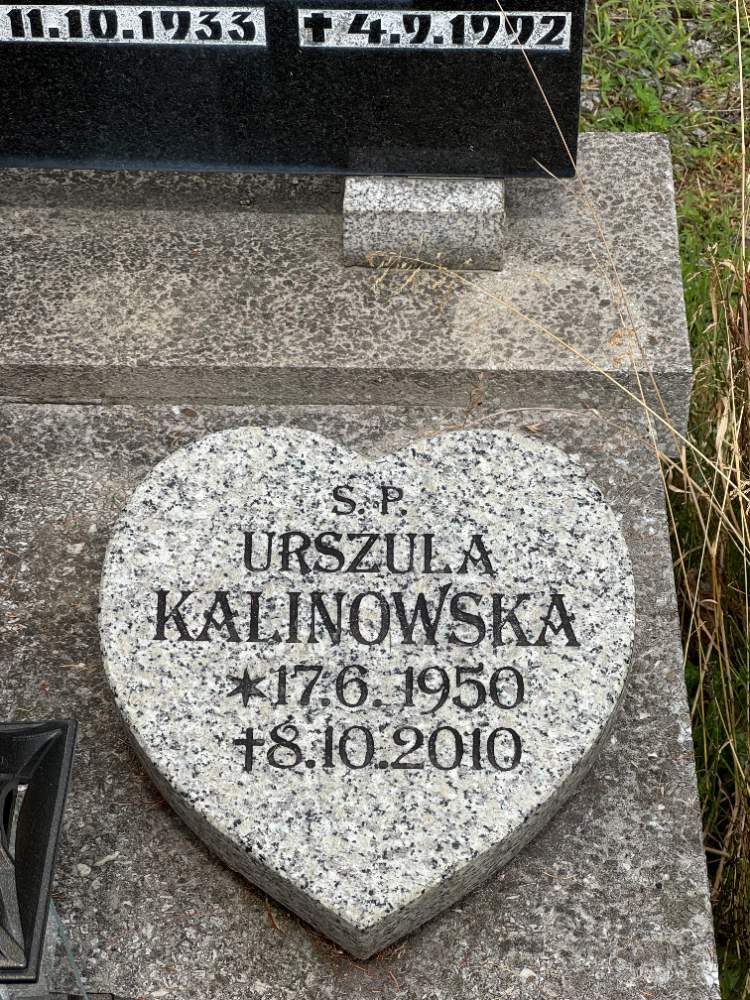 11.10.1933 ✝ 4.9.1992
S. P.
URSZULA
KALINOWSKA
✶17.6. 1950
✝8.10.2010